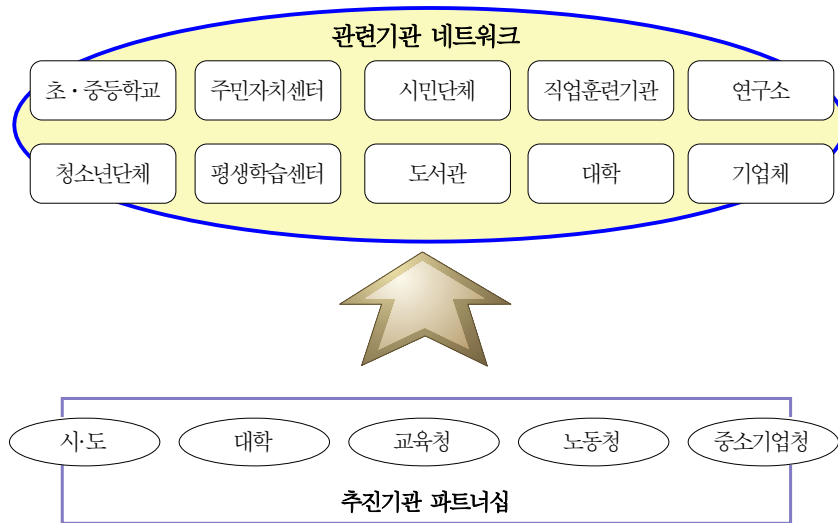 관련기관 네트워크
초·중등학교 주민자치센터 시민단체 직업훈련기관 연구소
청소년단체 평생학습센터 도서관 대학 기업체
시·도 대학 교육청 노동청 중소기업청
추진기관 파트너십